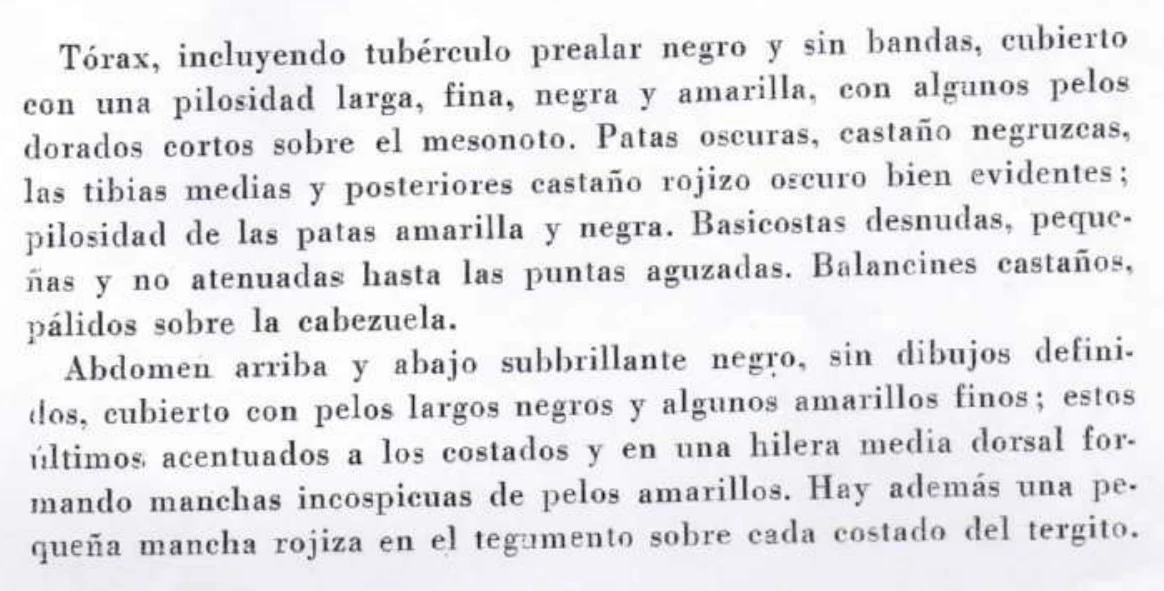 Tórax, incluyendo tubérculo prealar negro y sin bandas, cubierto
con una pilosidad larga, fina, negra y amarilla, con algunos pelos
dorados cortos sobre el mesonoto. Patas oscuras, castaño negruzcas,
las tibias medias y posteriores castaño rojizo oscuro bien evidentes;
pilosidad de las patas amarilla y negra. Basicostas desnudas, peque-
ñas y no atenuadas hasta las puntas aguzadas. Balancines castaños,
pálidos sobre la cabezuela.
Abdomen arriba y abajo subbrillante negro, sin dibujos defini-
dos, cubierto con pelos largos negros y algunos amarillos finos; estos
últimos acentuados a los costados y en una hilera media dorsal for-
mando manchas incospicuas de pelos amarillos. Hay además una pe-
queña mancha rojiza en el tegumento sobre cada costado del tergito.